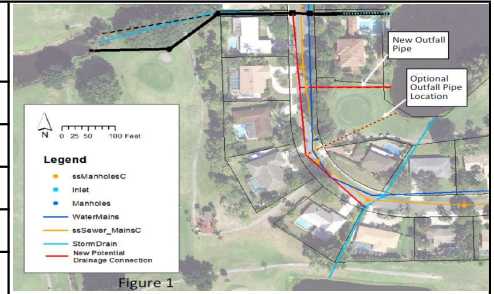 New Outfall
Pipe
Optional
Outfall Pipe
Location
N
0 25 50 100 Feet
Legend
ssManholesC
Inlet
Manholes
WaterMains
ssSewer_MainsC
StormDrain
New Potential
Drainage Connection
Figure 1